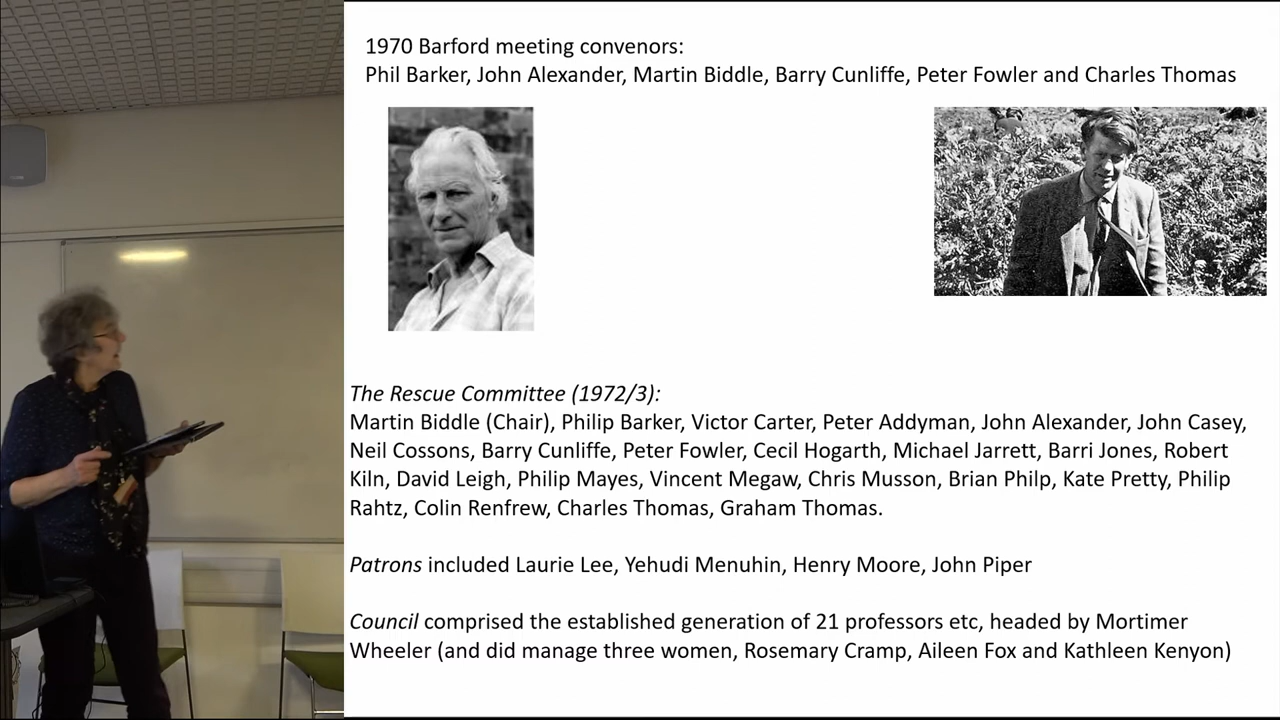 1970 Barford meeting convenors:
Phil Barker, John Alexander, Martin Biddle, Barry Cunliffe, Peter Fowler and Charles Thomas
The Rescue Committee (1972/3):
Martin Biddle (Chair), Philip Barker, Victor Carter, Peter Addyman, John Alexander, John Casey,
Neil Cossons, Barry Cunliffe, Peter Fowler, Cecil Hogarth, Michael Jarrett, Barri Jones, Robert
Kiln, David Leigh, Philip Mayes, Vincent Megaw, Chris Musson, Brian Philp, Kate Pretty, Philip
Rahtz, Colin Renfrew, Charles Thomas, Graham Thomas.
Patrons included Laurie Lee, Yehudi Menuhin, Henry Moore, John Piper
Council comprised the established generation of 21 professors etc, headed by Mortimer
Wheeler (and did manage three women, Rosemary Cramp, Aileen Fox and Kathleen Kenyon)